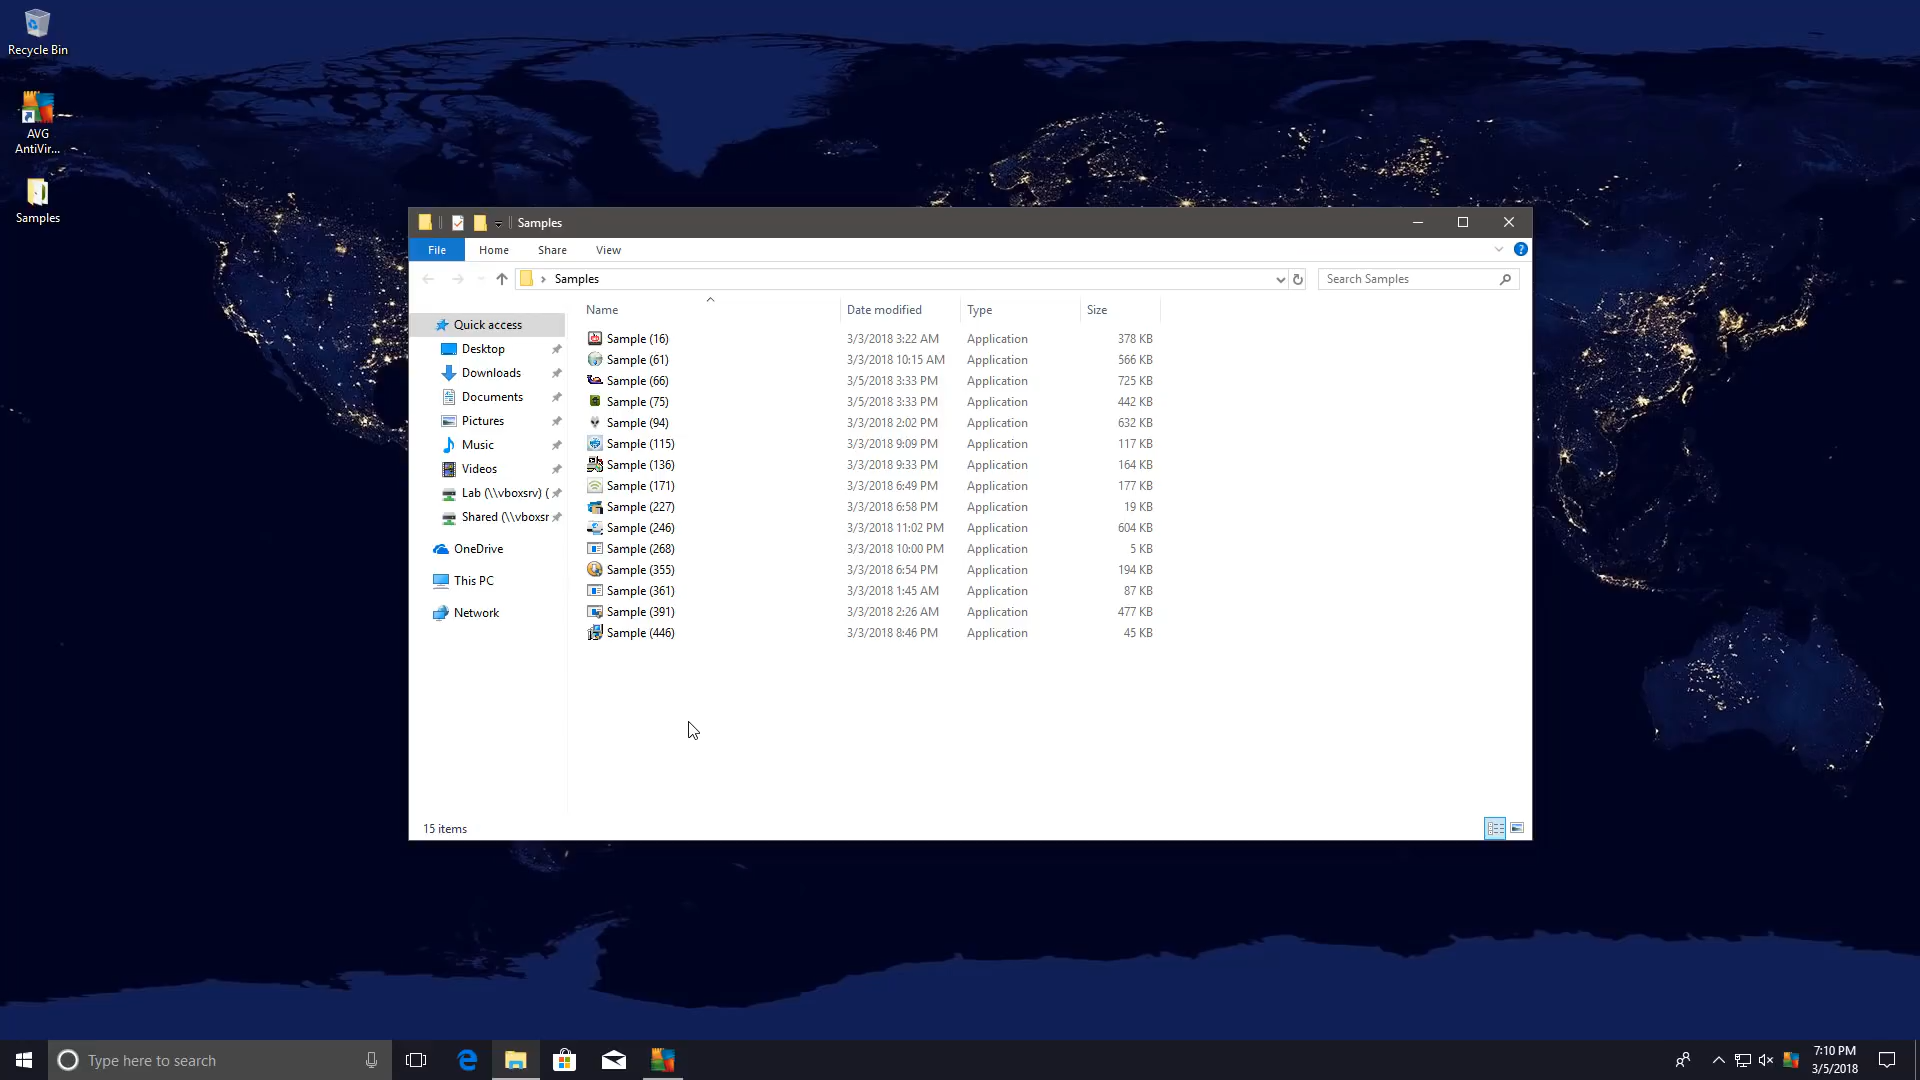 Recycle Bin
AVG
AntiVir...
Samples
Samples
File Home Share View
Samples
Search Samples
Name Date modified Type Size
Quick access
Desktop
Downloads
Documents
Pictures
Music
Videos
Lab (\\vboxsrv) (
Shared (\\vboxsr
OneDrive
This PC
Network
Sample (16) 3/3/2018 3:22 AM Application 378 KB
Sample (61) 3/3/2018 10:15 AM Application 566 KB
Sample (66) 3/5/2018 3:33 PM Application 725 KB
Sample (75) 3/5/2018 3:33 PM Application 442 KB
Sample (94) 3/3/2018 2:02 PM Application 632 KB
Sample (115) 3/3/2018 9:09 PM Application 117 KB
Sample (136) 3/3/2018 9:33 PM Application 164 KB
Sample (171) 3/3/2018 6:49 PM Application 177 KB
Sample (227) 3/3/2018 6:58 PM Application 19 KB
Sample (246) 3/3/2018 11:02 PM Application 604 KB
Sample (268) 3/3/2018 10:00 PM Application 5 KB
Sample (355) 3/3/2018 6:54 PM Application 194 KB
Sample (361) 3/3/2018 1:45 AM Application 87 KB
Sample (391) 3/3/2018 2:26 AM Application 477 KB
Sample (446) 3/3/2018 8:46 PM Application 45 KB
15 items
Type here to search
7:10 PM
3/5/2018